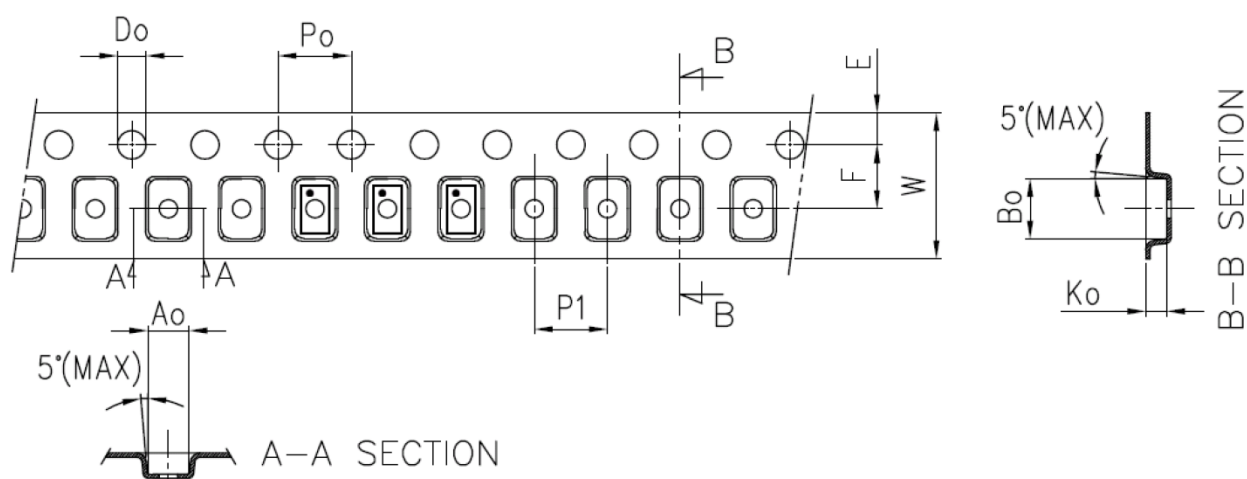 Do
Po
B
E
5°(MAX)
F
W
Bo
B-B SECTION
A
A
P1
B
Ko
Ao
5°(MAX)
A-A SECTION